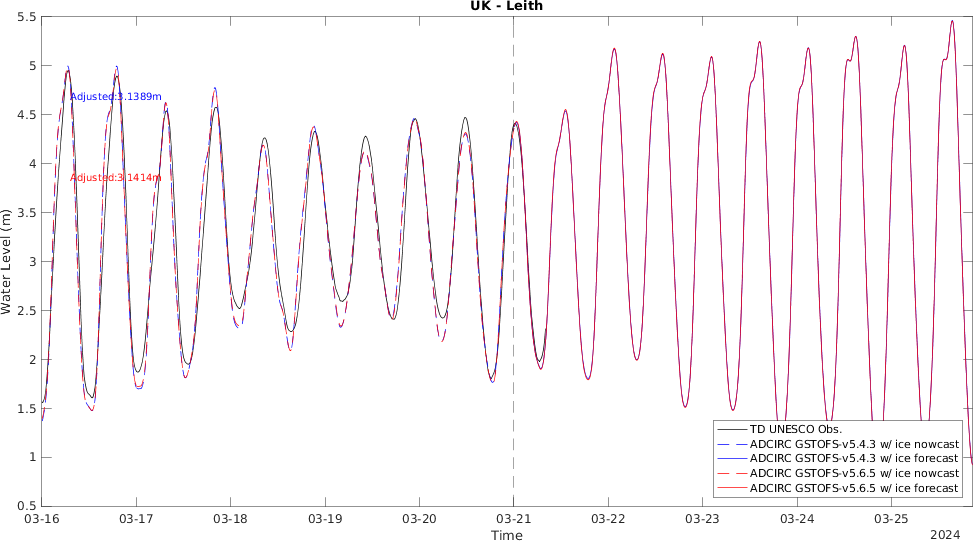 UK - Leith
5.5
5
4.5
4
3.5
3
2.5
2
1.5
1
0.5
Water Level (m)
Adjusted:3.1389m
Adjusted:3.1414m
TD UNESCO Obs.
ADCIRC GSTOFS-v5.4.3 w/ ice nowcast
ADCIRC GSTOFS-v5.4.3 w/ ice forecast
ADCIRC GSTOFS-v5.6.5 w/ ice nowcast
ADCIRC GSTOFS-v5.6.5 w/ ice forecast
03-16 03-17 03-18 03-19 03-20 03-21 03-22 03-23 03-24 03-25
Time
2024